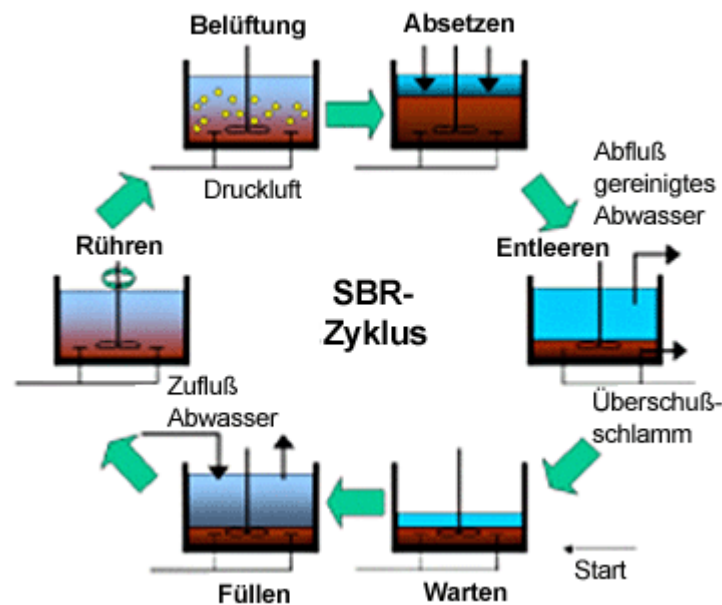 Belüftung
Absetzen
Druckluft
Abfluß
gereinigtes
Abwasser
Rühren
Entleeren
SBR-
Zyklus
Zufluß
Abwasser
Überschuß-
schlamm
Start
Füllen
Warten